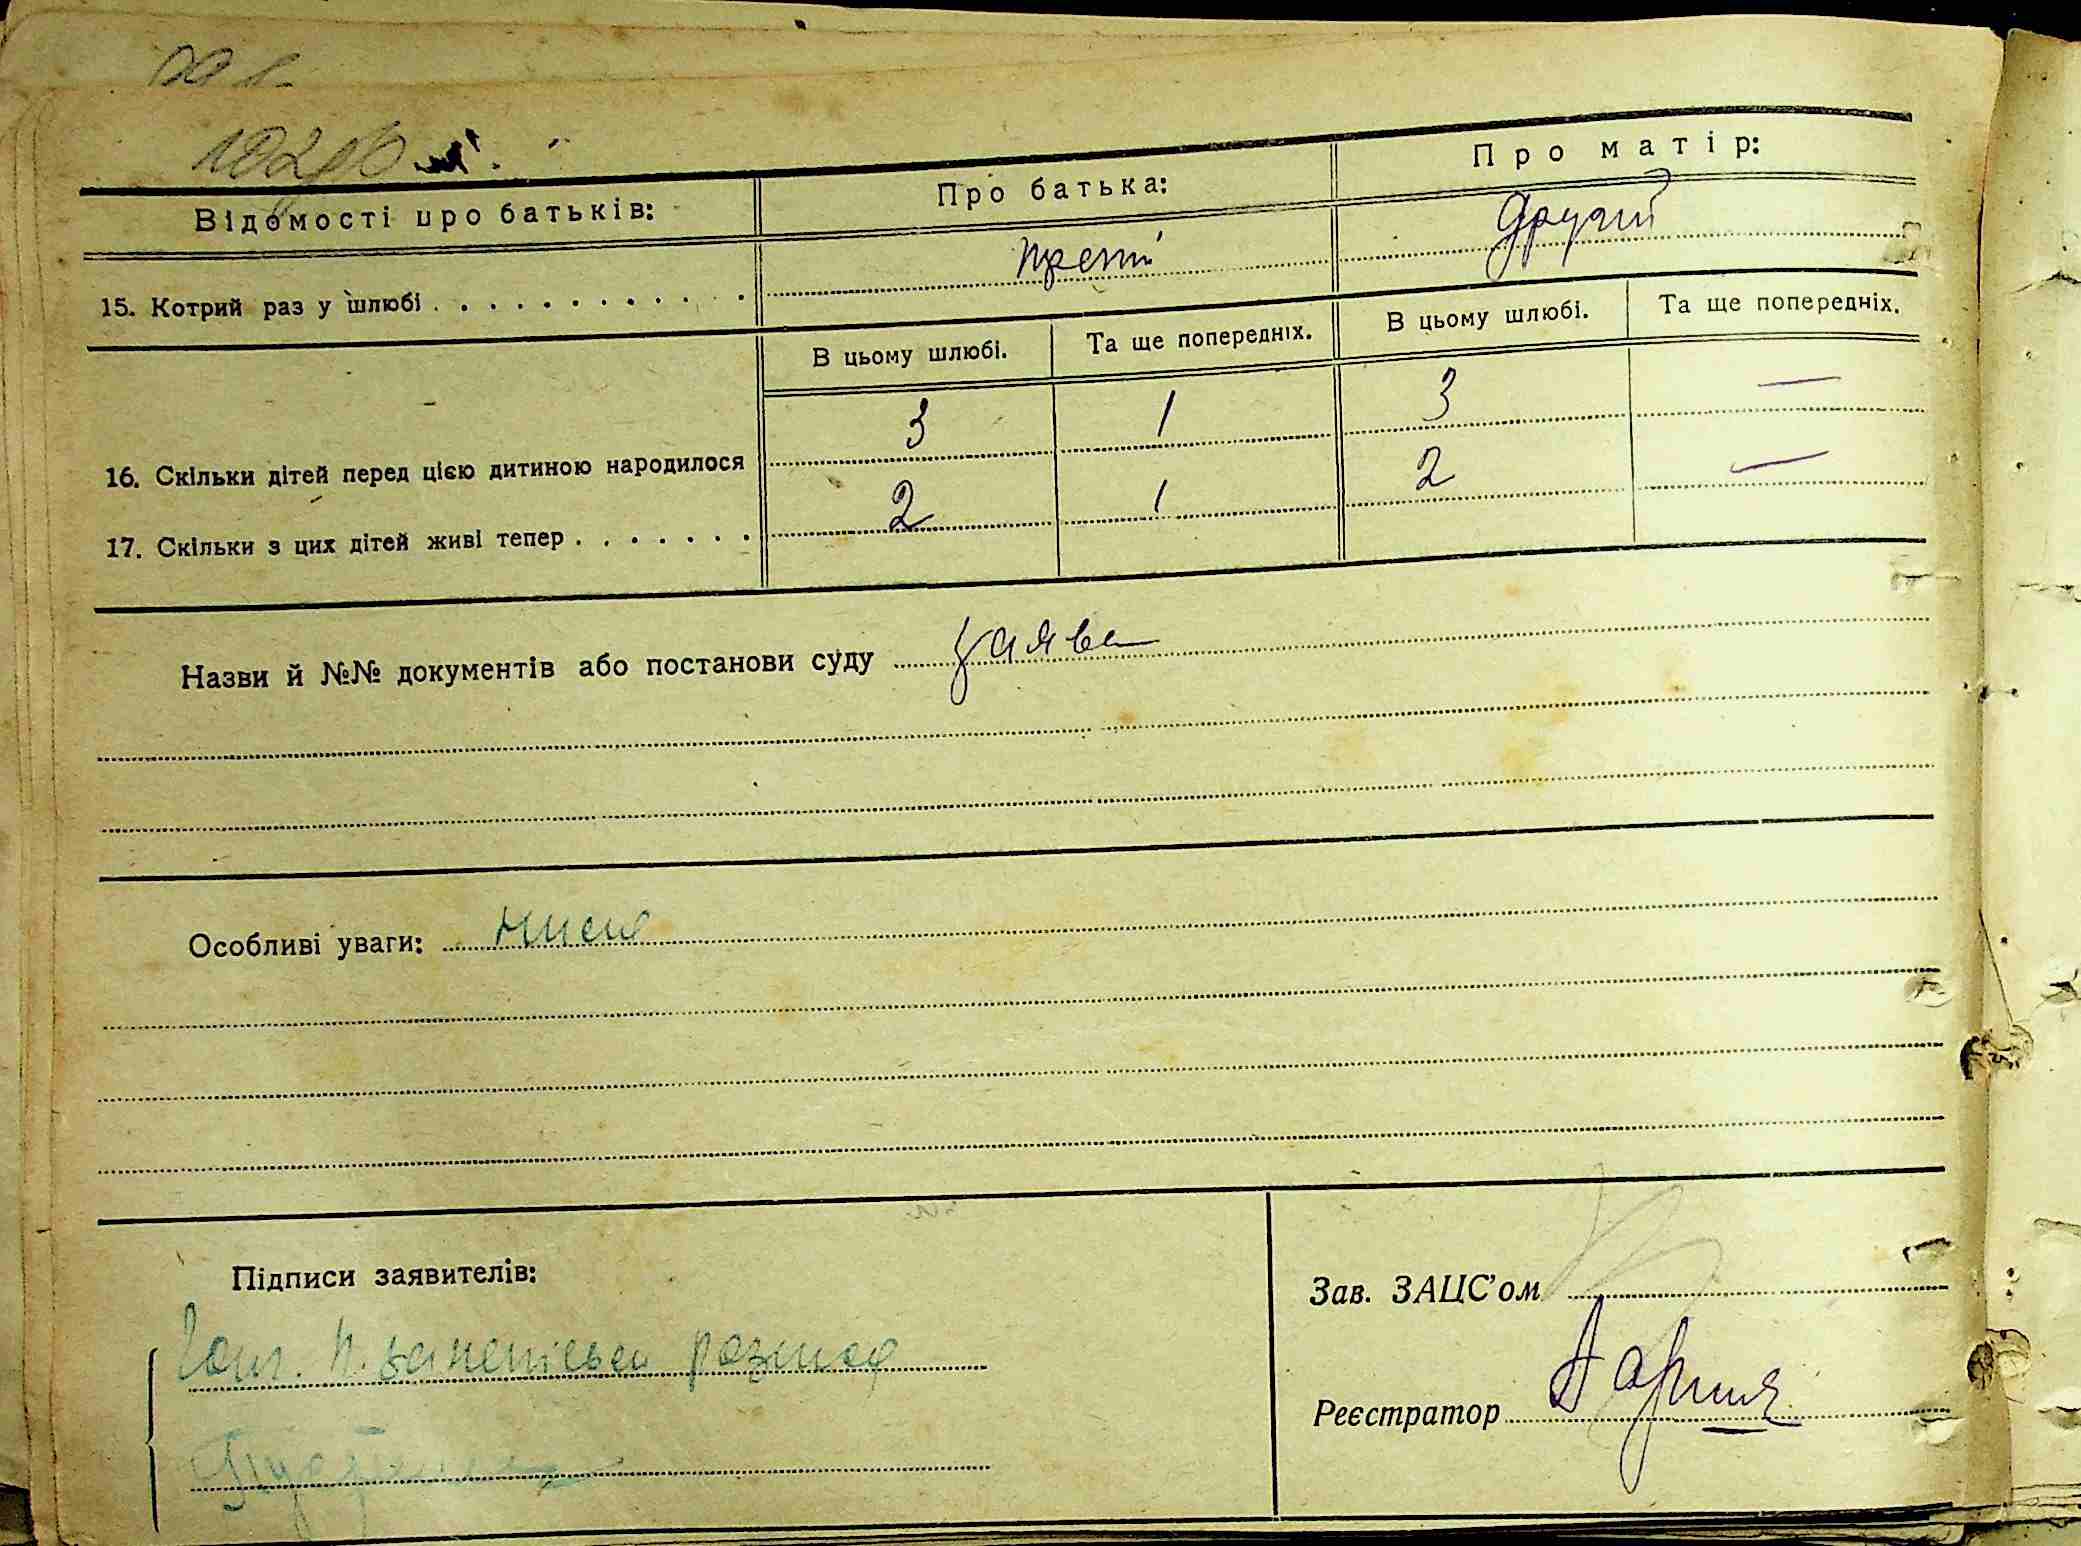 Відомості про батьків:
Про батька:
Про матір:
15. Котрий раз у шлюбі
третій
другий
В цьому шлюбі.
Та ще попередніх.
В цьому шлюбі.
Та ще попередніх.
16. Скільки дітей перед цією дитиною народилося
3
1
3
—
17. Скільки з цих дітей живі тепер
2
1
2
—
Назви й №№ документів або постанови суду заява
Особливі уваги:
Підписи заявителів:
Зав. ЗАЦС'ом
Реєстратор